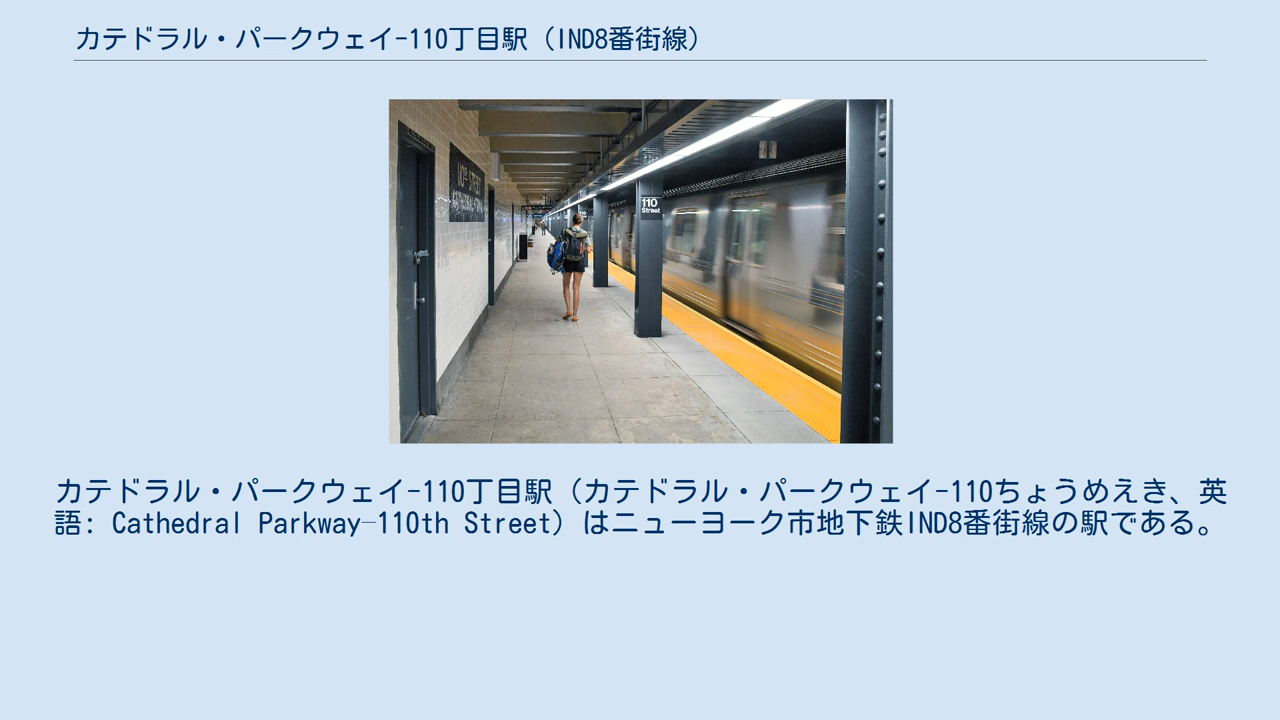 カテドラル・パークウェイ-110丁目駅（IND8番街線）
110
Street
カテドラル・パークウェイ-110丁目駅（カテドラル・パークウェイ-110ちょうめえき、英
語: Cathedral Parkway–110th Street）はニューヨーク市地下鉄IND8番街線の駅である。